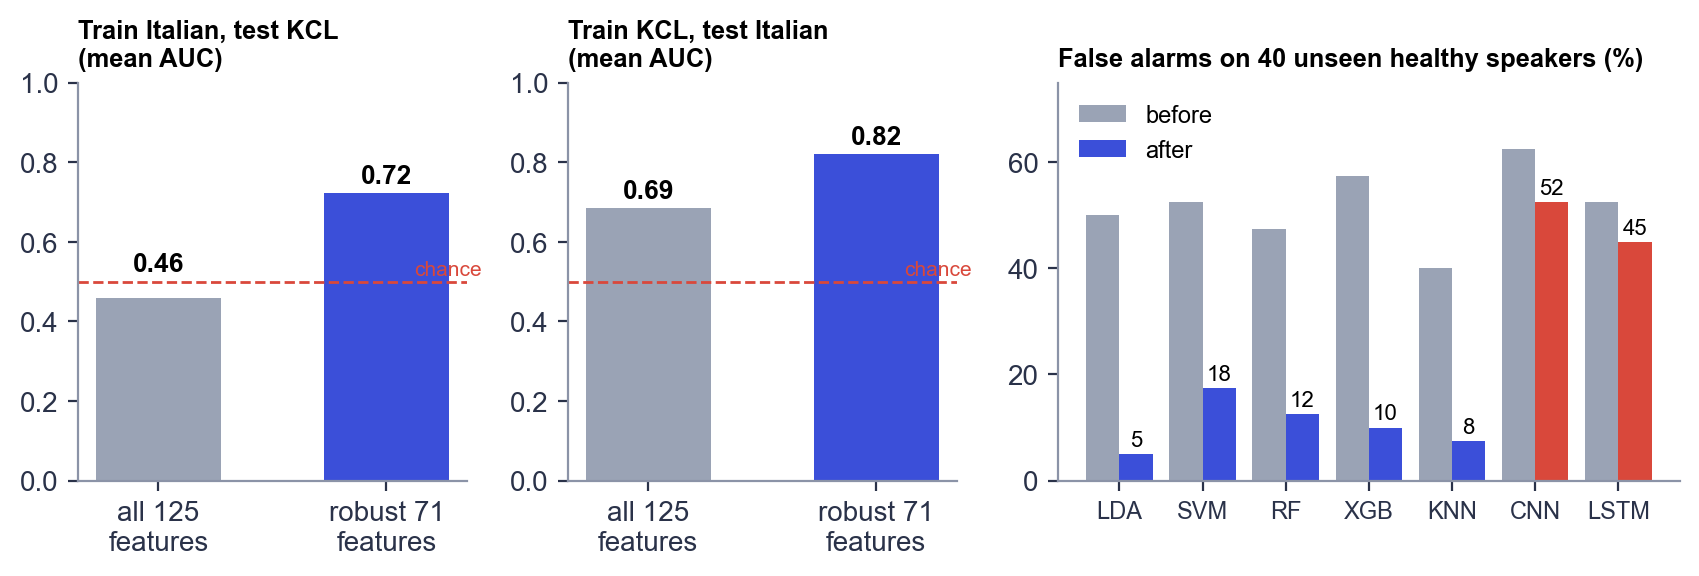 Train Italian, test KCL
(mean AUC)
1.0
0.8
0.6
0.4
0.2
0.0
0.46
0.72
chance
all 125
features
robust 71
features
Train KCL, test Italian
(mean AUC)
1.0
0.8
0.6
0.4
0.2
0.0
0.69
0.82
chance
all 125
features
robust 71
features
False alarms on 40 unseen healthy speakers (%)
before
after
60
40
20
0
5
18
12
10
8
52
45
LDA
SVM
RF
XGB
KNN
CNN
LSTM